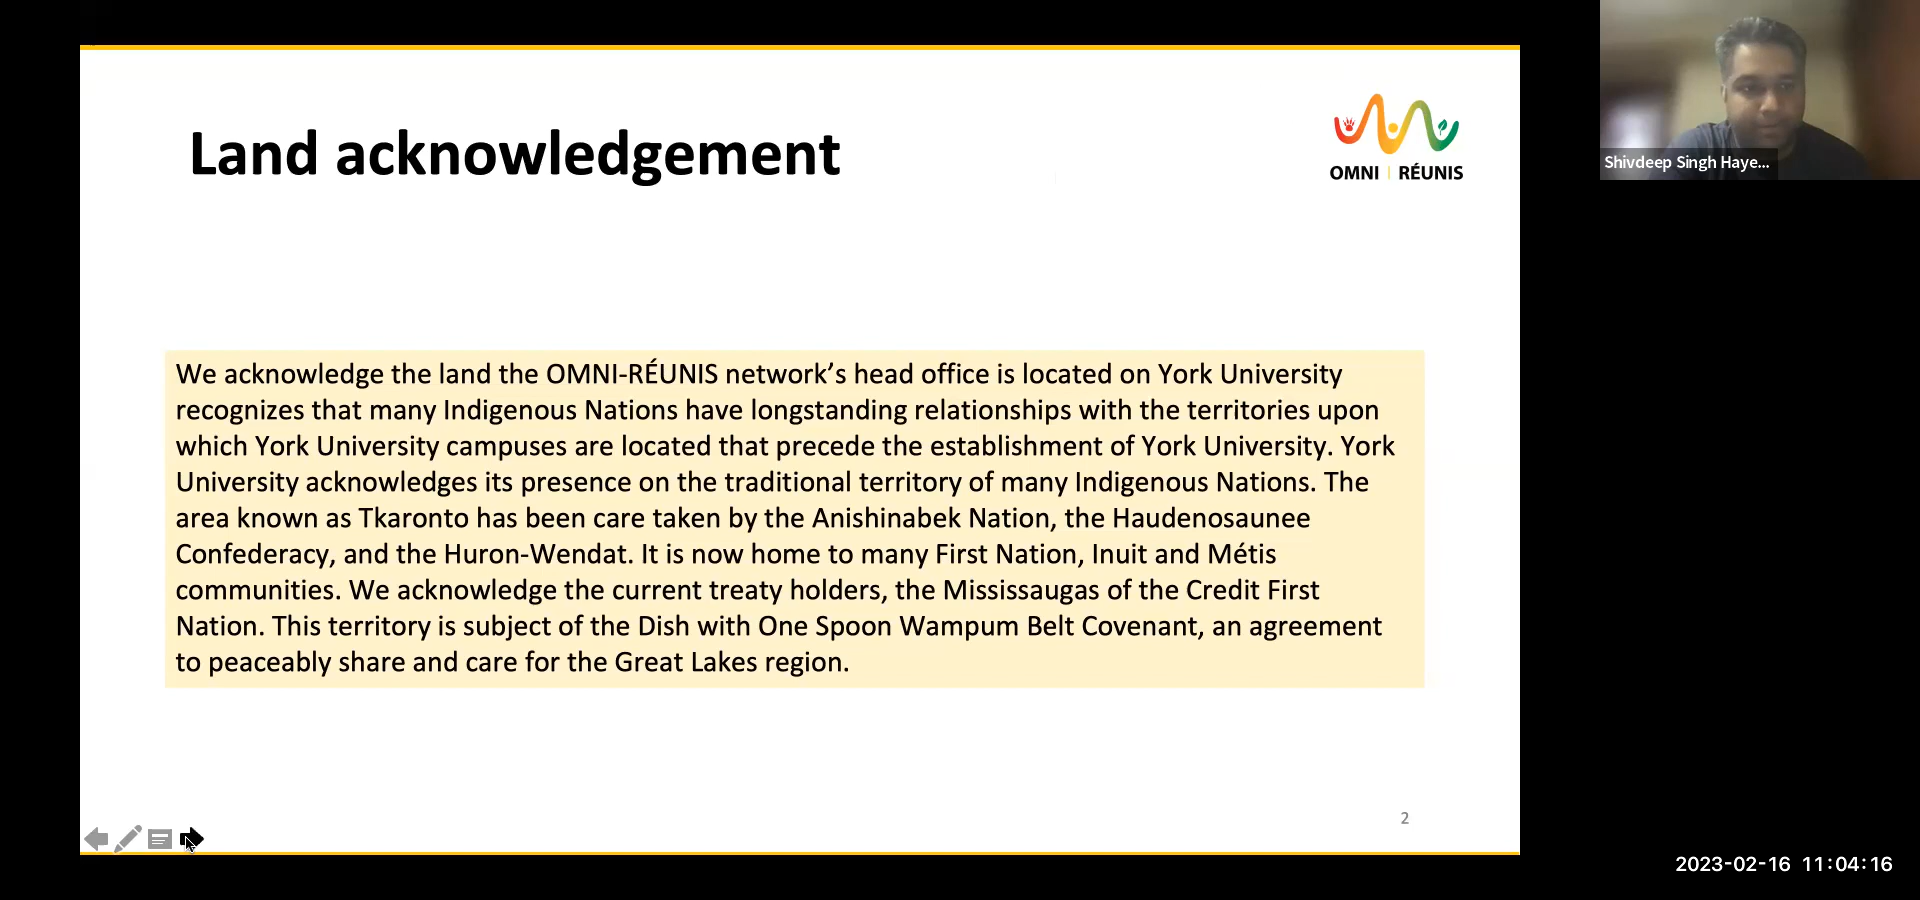 Land acknowledgement
OMNI | RÉUNIS
Shivdeep Singh Haye...
We acknowledge the land the OMNI-RÉUNIS network’s head office is located on York University
recognizes that many Indigenous Nations have longstanding relationships with the territories upon
which York University campuses are located that precede the establishment of York University. York
University acknowledges its presence on the traditional territory of many Indigenous Nations. The
area known as Tkaronto has been care taken by the Anishinabek Nation, the Haudenosaunee
Confederacy, and the Huron-Wendat. It is now home to many First Nation, Inuit and Métis
communities. We acknowledge the current treaty holders, the Mississaugas of the Credit First
Nation. This territory is subject of the Dish with One Spoon Wampum Belt Covenant, an agreement
to peaceably share and care for the Great Lakes region.
2
2023-02-16 11:04:16